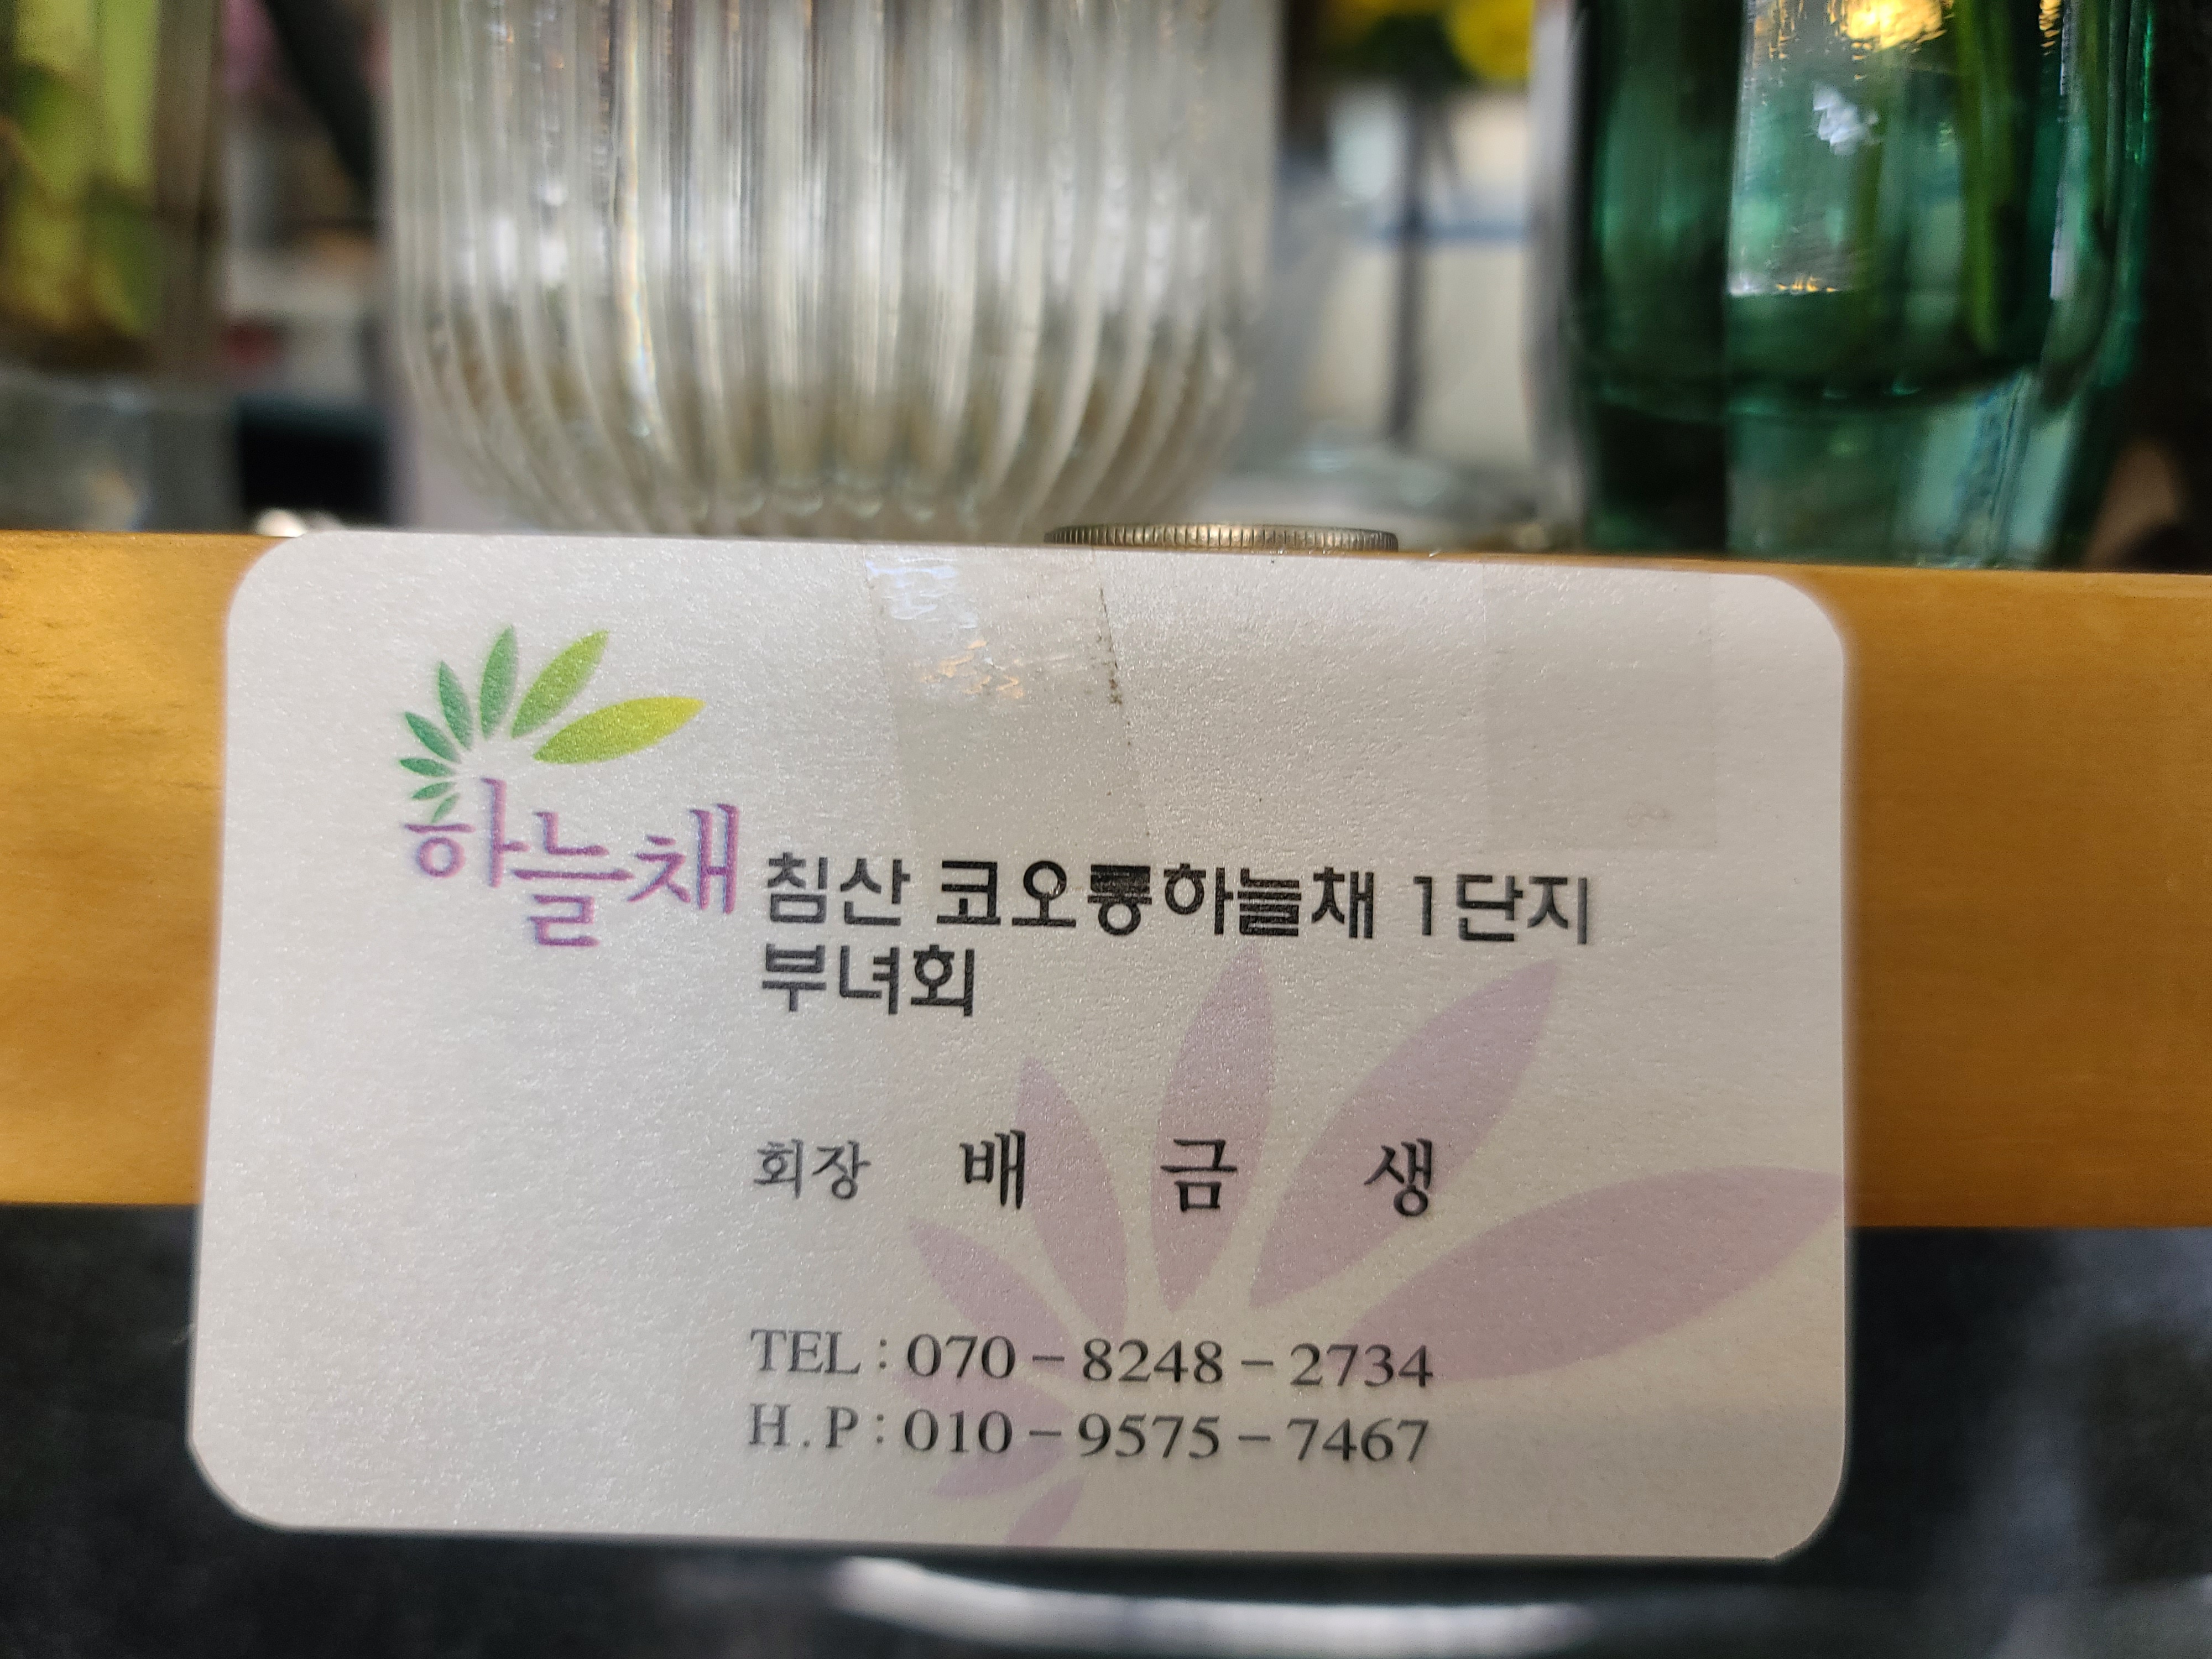 하늘채
침산 코오롱하늘채 1단지
부녀회
회장 배 금 생
TEL : 070 - 8248 - 2734
H . P : 010 - 9575 - 7467